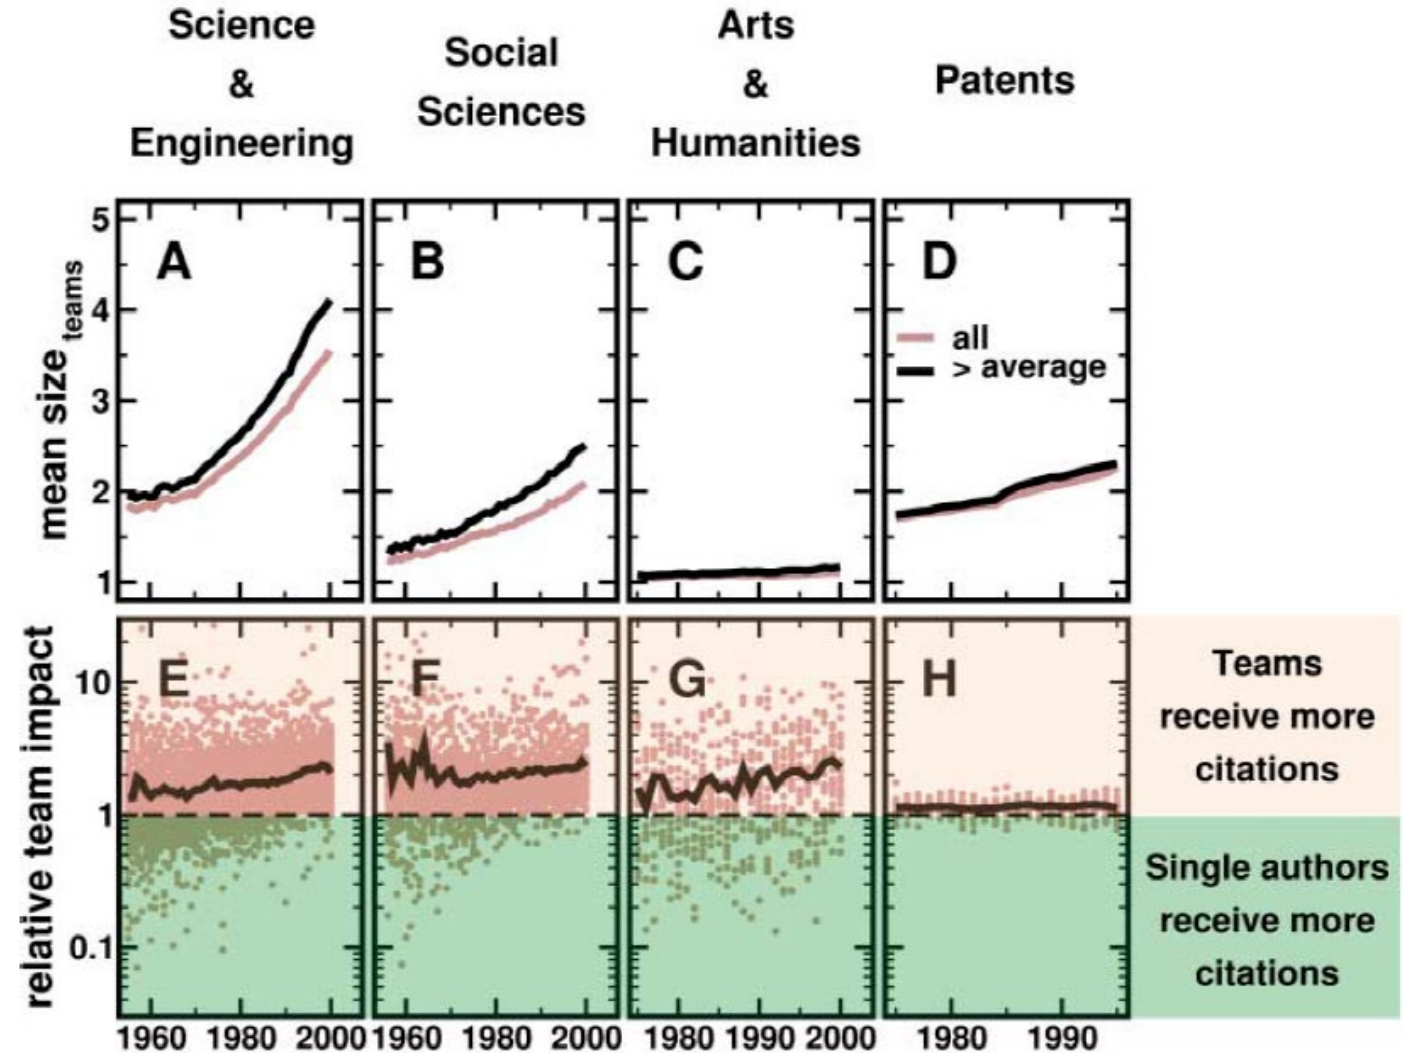 Science
&
Engineering
Social
Sciences
Arts
&
Humanities
Patents
mean size teams
5
4
3
2
1
A
B
C
D
all
> average
relative team impact
10
1
0.1
E
F
G
H
Teams
receive more
citations
Single authors
receive more
citations
1960 1980 2000
1960 1980 2000
1980 1990 2000
1980 1990